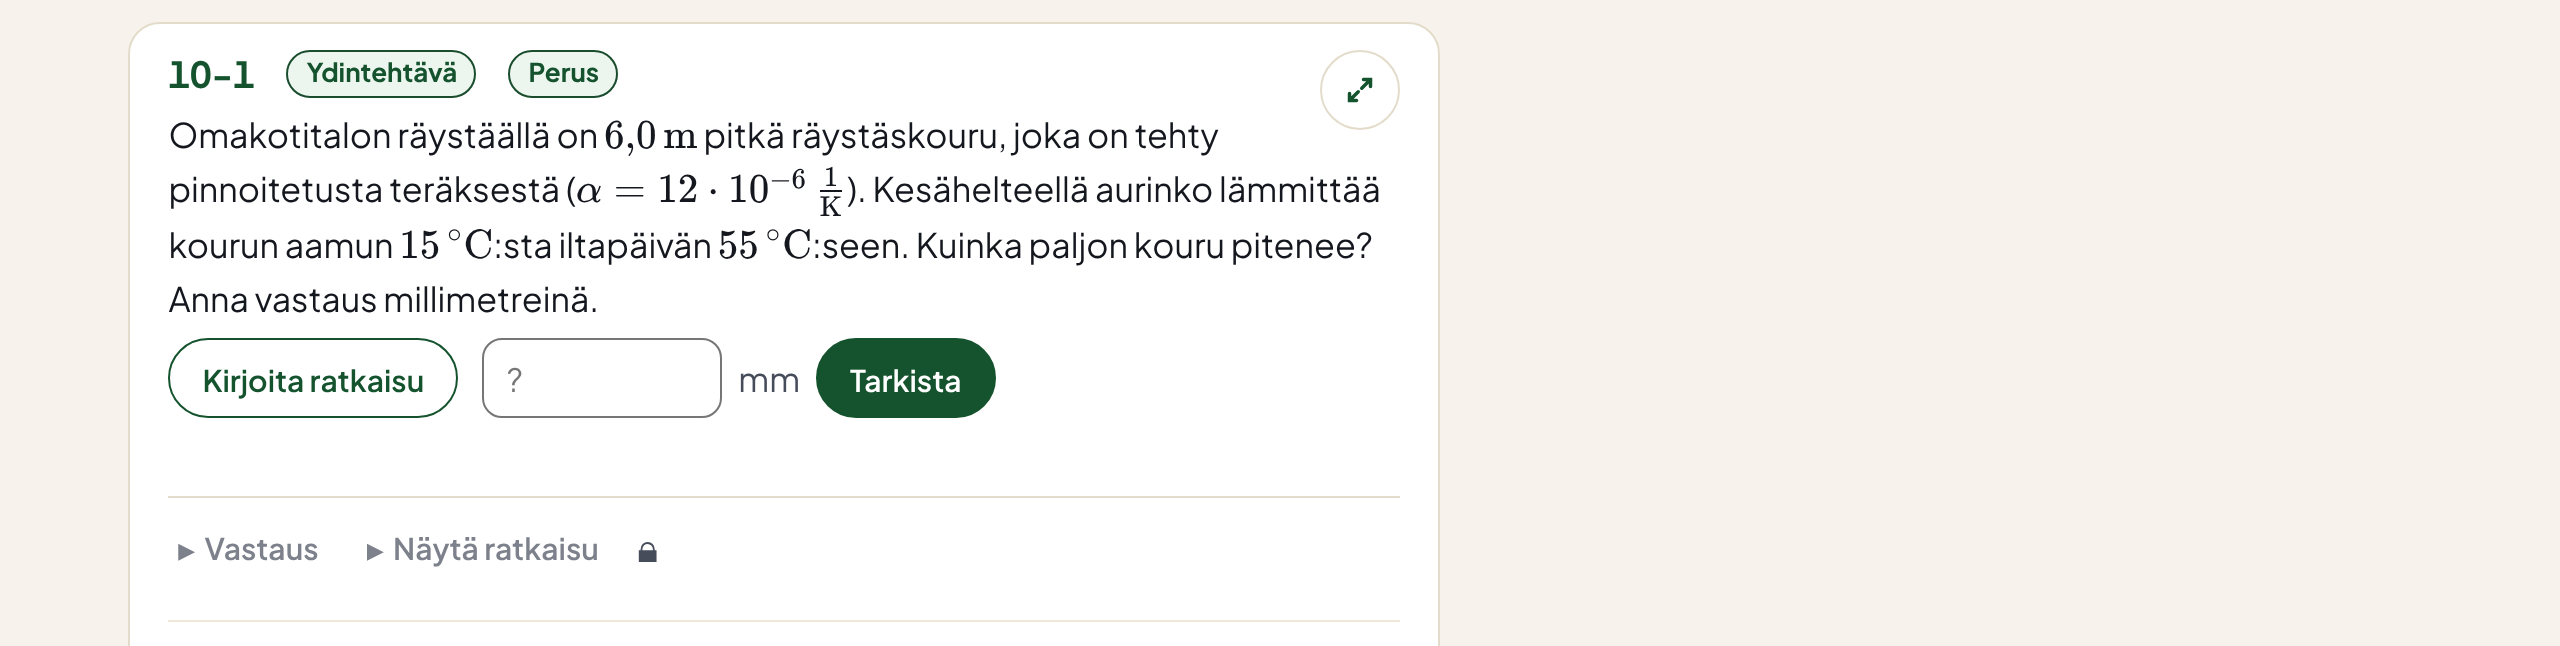 10-1 Ydintehtävä Perus
Omakotitalon räystäällä on 6,0 m pitkä räystäskouru, joka on tehty
pinnoitetusta teräksestä (α = 12 · 10⁻⁶ 1/K). Kesähelteellä aurinko lämmittää
kourun aamun 15 °C:sta iltapäivän 55 °C:seen. Kuinka paljon kouru pitenee?
Anna vastaus millimetreinä.
Kirjoita ratkaisu ? mm Tarkista
▶ Vastaus ▶ Näytä ratkaisu